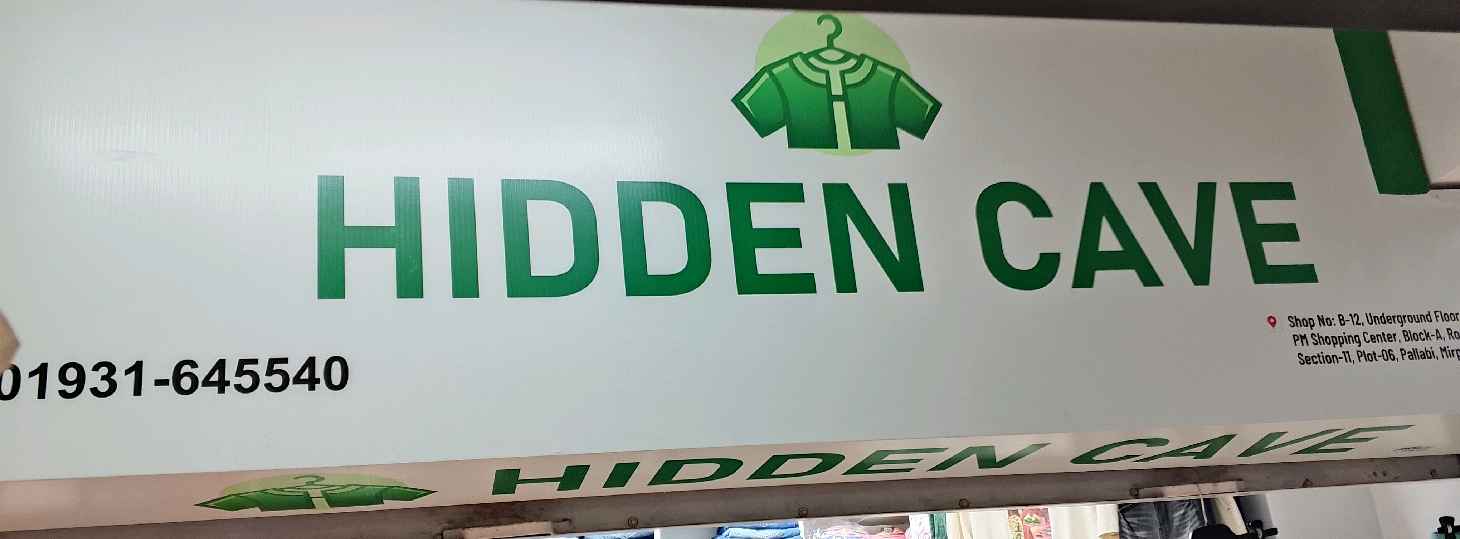 HIDDEN CAVE
Shop No: B-12, Underground Floor
PM Shopping Center, Block-A,
Section-11, Plot-06, Pallabi,
01931-645540
HIDDEN CAVE